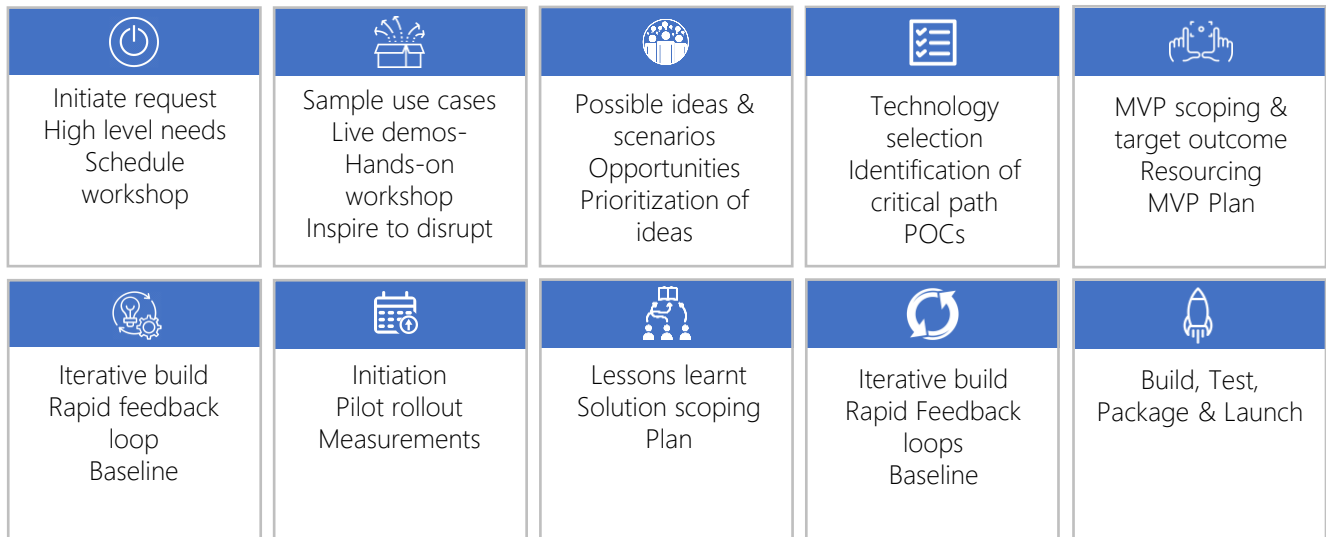 Initiate request
High level needs
Schedule
workshop
Sample use cases
Live demos-
Hands-on
workshop
Inspire to disrupt
Possible ideas &
scenarios
Opportunities
Prioritization of
ideas
Technology
selection
Identification of
critical path
POCs
MVP scoping &
target outcome
Resourcing
MVP Plan
Iterative build
Rapid feedback
loop
Baseline
Initiation
Pilot rollout
Measurements
Lessons learnt
Solution scoping
Plan
Iterative build
Rapid Feedback
loops
Baseline
Build, Test,
Package & Launch